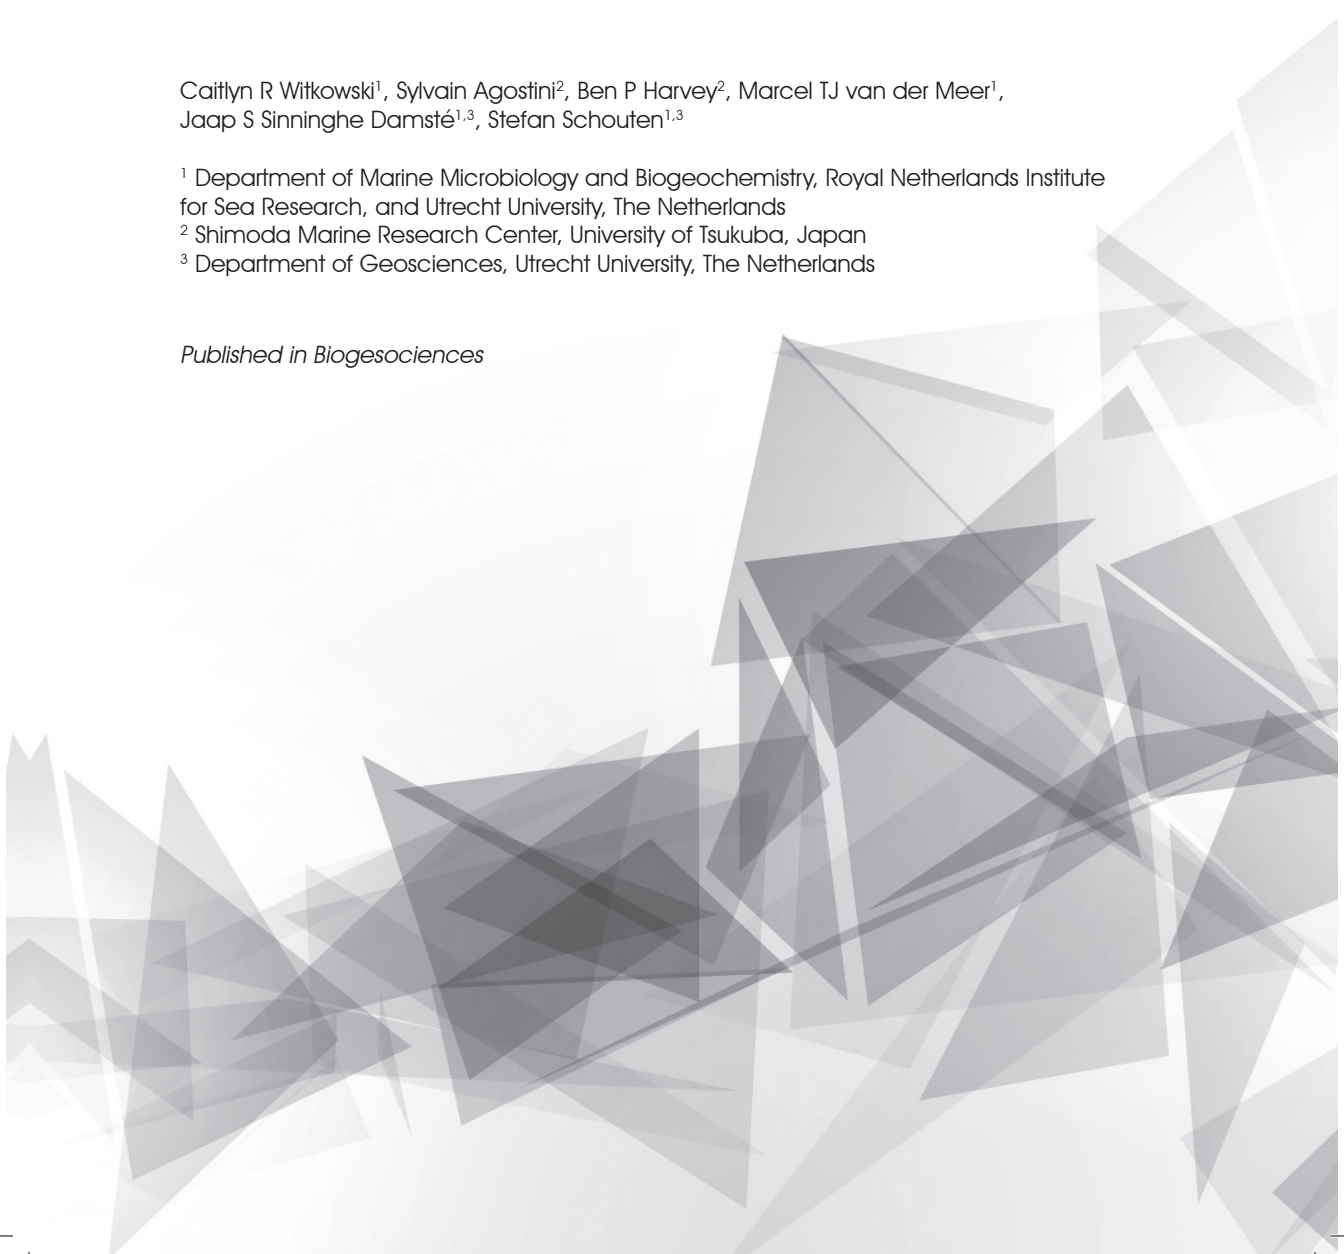 Caitlyn R Witkowski¹, Sylvain Agostini², Ben P Harvey², Marcel TJ van der Meer¹,
Jaap S Sinninghe Damsté¹,³, Stefan Schouten¹,³
¹ Department of Marine Microbiology and Biogeochemistry, Royal Netherlands Institute
for Sea Research, and Utrecht University, The Netherlands
² Shimoda Marine Research Center, University of Tsukuba, Japan
³ Department of Geosciences, Utrecht University, The Netherlands
Published in Biogesociences